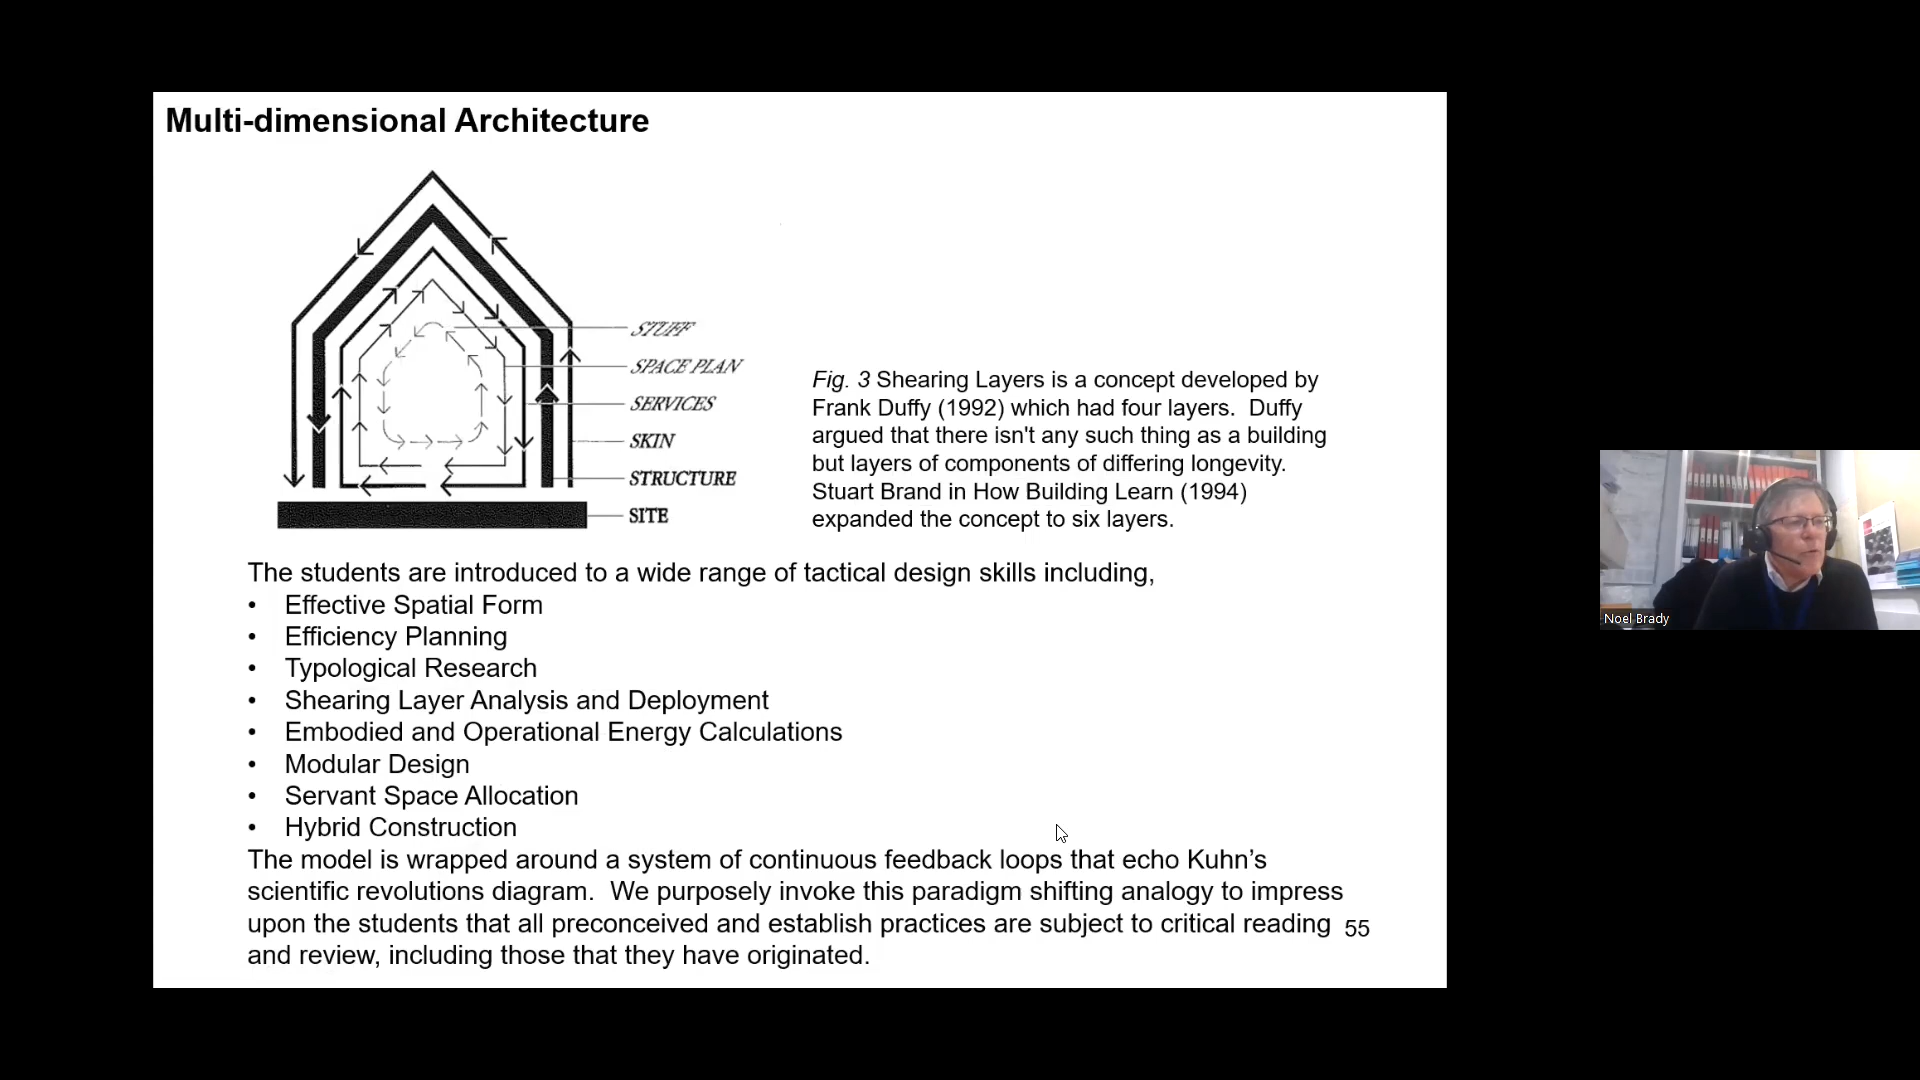 Multi-dimensional Architecture
STUFF
SPACE PLAN
SERVICES
SKIN
STRUCTURE
SITE
Fig. 3 Shearing Layers is a concept developed by
Frank Duffy (1992) which had four layers.  Duffy
argued that there isn't any such thing as a building
but layers of components of differing longevity.
Stuart Brand in How Building Learn (1994)
expanded the concept to six layers.
The students are introduced to a wide range of tactical design skills including,
• Effective Spatial Form
• Efficiency Planning
• Typological Research
• Shearing Layer Analysis and Deployment
• Embodied and Operational Energy Calculations
• Modular Design
• Servant Space Allocation
• Hybrid Construction
The model is wrapped around a system of continuous feedback loops that echo Kuhn’s
scientific revolutions diagram.  We purposely invoke this paradigm shifting analogy to impress
upon the students that all preconceived and establish practices are subject to critical reading
and review, including those that they have originated.
55
Noel Brady